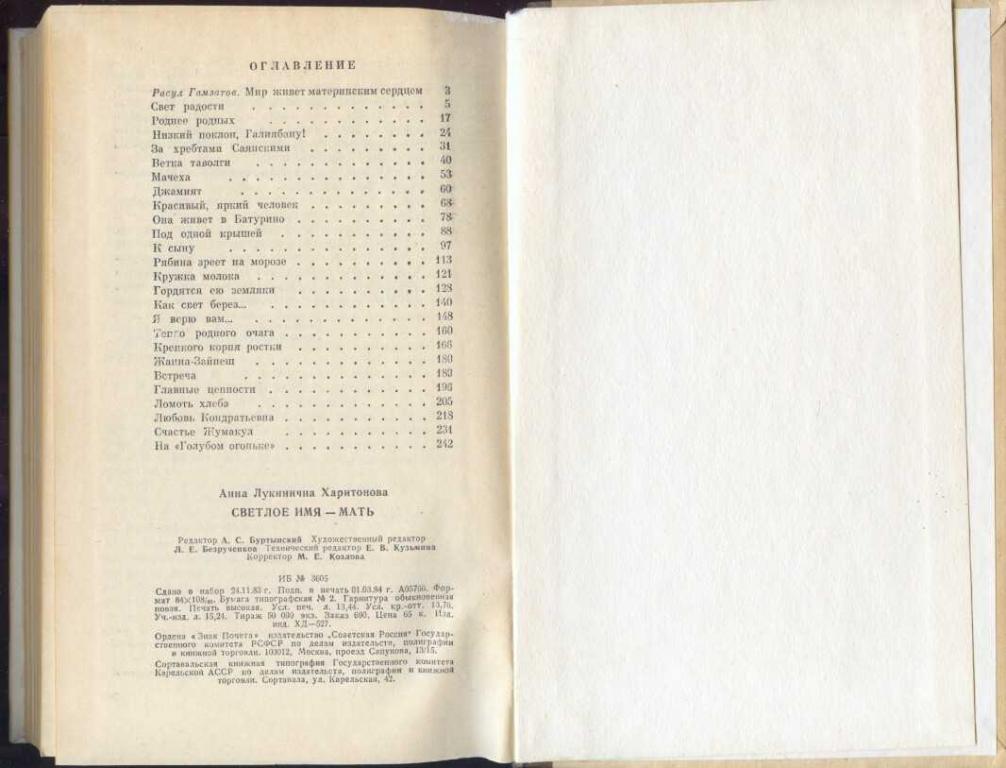 ОГЛАВЛЕНИЕ
Расул Гамзатов. Мир живет материнским сердцем 3
Свет радости . . . . . . . . . . . . 5
Роднее родных . . . . . . . . . . . 17
Низкий поклон, Галиябану! . . . . . . . 24
За хребтами Саянскими . . . . . . . . 31
Ветка таволги . . . . . . . . . . . . 40
Мачеха . . . . . . . . . . . . . . 53
Джамият . . . . . . . . . . . . . 60
Красивый, яркий человек . . . . . . . . 68
Она живет в Батурино . . . . . . . . . 78
Под одной крышей . . . . . . . . . . 88
К сыну . . . . . . . . . . . . . . 97
Рябина зреет на морозе . . . . . . . . . 113
Кружка молока . . . . . . . . . . . . 121
Гордятся ею земляки . . . . . . . . . 128
Как свет берез... . . . . . . . . . . . 140
Я верю вам... . . . . . . . . . . . . 148
Тепло родного очага . . . . . . . . . . 160
Крепкого корня ростки . . . . . . . . . 166
Жанна-Зайнеш . . . . . . . . . . . . 180
Встреча . . . . . . . . . . . . . 189
Главные ценности . . . . . . . . . . . 196
Ломоть хлеба . . . . . . . . . . . . 205
Любовь Кондратьевна . . . . . . . . . . 218
Счастье Жумакул . . . . . . . . . . 231
На «Голубом огоньке» . . . . . . . . . . 242
Анна Лукинична Харитонова
СВЕТЛОЕ ИМЯ — МАТЬ
Редактор А. С. Буртынский Художественный редактор
Л. Е. Безрученков Технический редактор Е. В. Кузьмина
Корректор М. Е. Козлова
ИБ № 3605
Сдано в набор 24.11.83 г. Подп. в печать 01.03.84 г. Фор-
мат 84×108/₃₂. Бумага типографская № 2. Гарнитура обыкновенная
новая. Печать высокая. Усл. печ. л. 13,44. Усл. кр.-отт.
Уч.-изд. л. 15,24. Тираж 50 000 экз. Заказ 690. Цена 65 к. Изд.
инд. ХД—527.
Ордена «Знак Почета» издательство „Советская Россия" Государ-
ственного комитета РСФСР по делам издательств, полиграфии
и книжной торговли. 103012, Москва, проезд Сапунова, 13/15.
Сортавальская книжная типография Государственного комитета
Карельской АССР по делам издательств, полиграфии и книжной
торговли. Сортавала, ул. Карельская, 42.